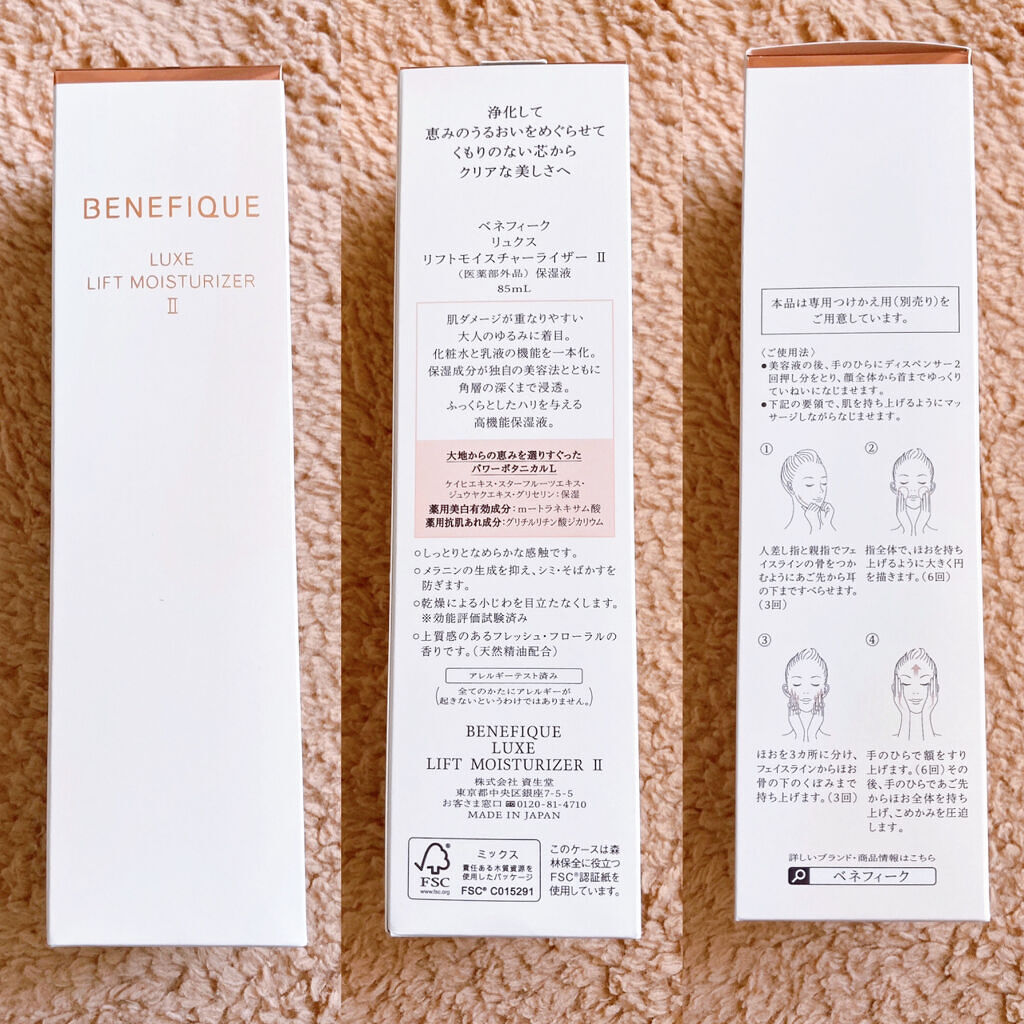 BENEFIQUE
LUXE
LIFT MOISTURIZER
Ⅱ
浄化して
恵みのうるおいをめぐらせて
くもりのない芯から
クリアな美しさへ
ベネフィーク
リュクス
リフトモイスチャーライザー Ⅱ
（医薬部外品）保湿液
85mL
肌ダメージが重なりやすい
大人のゆるみに着目。
化粧水と乳液の機能を一本化。
保湿成分が独自の美容法とともに
角層の深くまで浸透。
ふっくらとしたハリを与える
高機能保湿液。
大地からの恵みを選りすぐった
パワーボタニカルL
ケイヒエキス・スターフルーツエキス・
ジュウヤクエキス・グリセリン：保湿
薬用美白有効成分：m－トラネキサム酸
薬用抗肌あれ成分：グリチルリチン酸ジカリウム
○しっとりとなめらかな感触です。
○メラニンの生成を抑え、シミ・そばかすを
防ぎます。
○乾燥による小じわを目立たなくします。
※効能評価試験済み
○上質感のあるフレッシュ・フローラルの
香りです。（天然精油配合）
アレルギーテスト済み
（全てのかたにアレルギーが
起きないというわけではありません。）
BENEFIQUE
LUXE
LIFT MOISTURIZER Ⅱ
株式会社 資生堂
東京都中央区銀座7-5-5
お客さま窓口 0120-81-4710
MADE IN JAPAN
FSC
www.fsc.org
ミックス
責任ある木質資源を
使用したパッケージ
FSC® C015291
このケースは森
林保全に役立つ
FSC®認証紙を
使用しています。
本品は専用つけかえ用（別売り）を
ご用意しています。
〈ご使用法〉
●美容液の後、手のひらにディスペンサー2
回押し分をとり、顔全体から首までゆっくり
ていねいになじませます。
●下記の要領で、肌を持ち上げるようにマッ
サージしながらなじませます。
①
人差し指と親指でフェ
イスラインの骨をつか
むようにあご先から耳
の下まですべらせます。
（3回）
②
指全体で、ほおを持ち
上げるように大きく円
を描きます。（6回）
③
ほおを3カ所に分け、
フェイスラインからほお
骨の下のくぼみまで
持ち上げます。（3回）
④
手のひらで額をすり
上げます。（6回）その
後、手のひらであご先
からほお全体を持ち
上げ、こめかみを圧迫
します。
詳しいブランド・商品情報はこちら
ベネフィーク